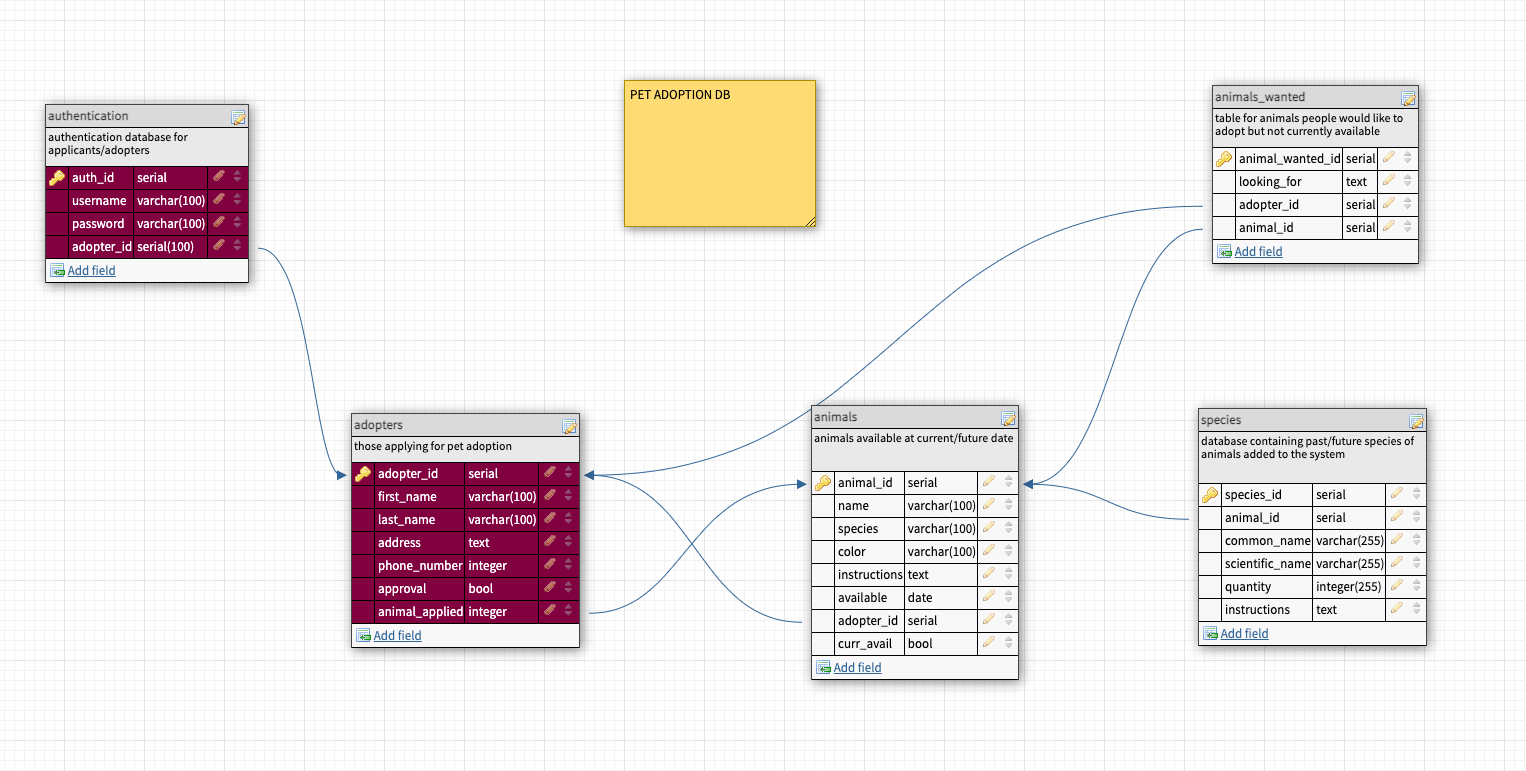 PET ADOPTION DB
authentication
authentication database for
applicants/adopters
auth_id serial
username varchar(100)
password varchar(100)
adopter_id serial(100)
Add field
animals_wanted
table for animals people would like to
adopt but not currently available
animal_wanted_id serial
looking_for text
adopter_id serial
animal_id serial
Add field
adopters
those applying for pet adoption
adopter_id serial
first_name varchar(100)
last_name varchar(100)
address text
phone_number integer
approval bool
animal_applied integer
Add field
animals
animals available at current/future date
animal_id serial
name varchar(100)
species varchar(100)
color varchar(100)
instructions text
available date
adopter_id serial
curr_avail bool
Add field
species
database containing past/future species of
animals added to the system
species_id serial
animal_id serial
common_name varchar(255)
scientific_name varchar(255)
quantity integer(255)
instructions text
Add field